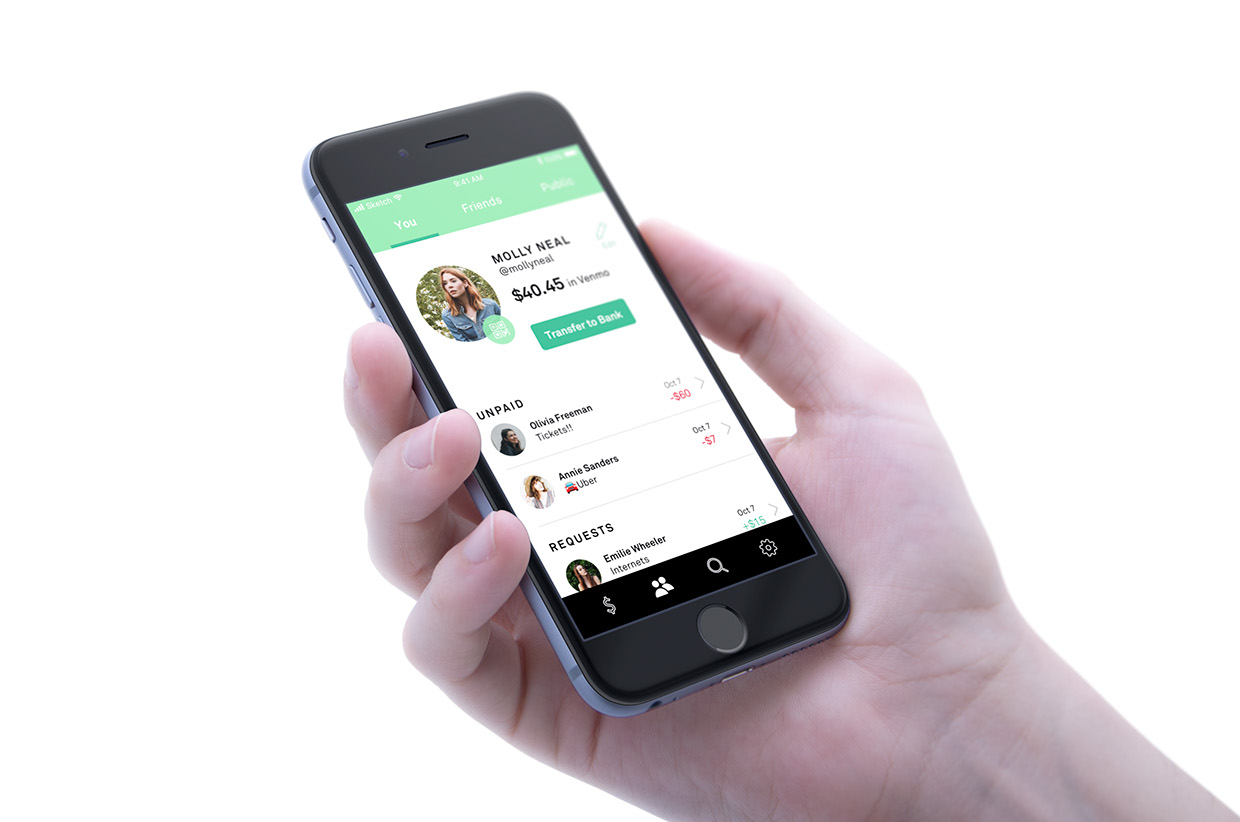 Sketch 9:41 AM
You Friends Public
MOLLY NEAL
@mollyneal
Edit
$40.45 in Venmo
Transfer to Bank
UNPAID
Olivia Freeman Oct 7
Tickets!! -$60
Annie Sanders Oct 7
🚘Uber -$7
REQUESTS
Emilie Wheeler Oct 7
Internets +$15